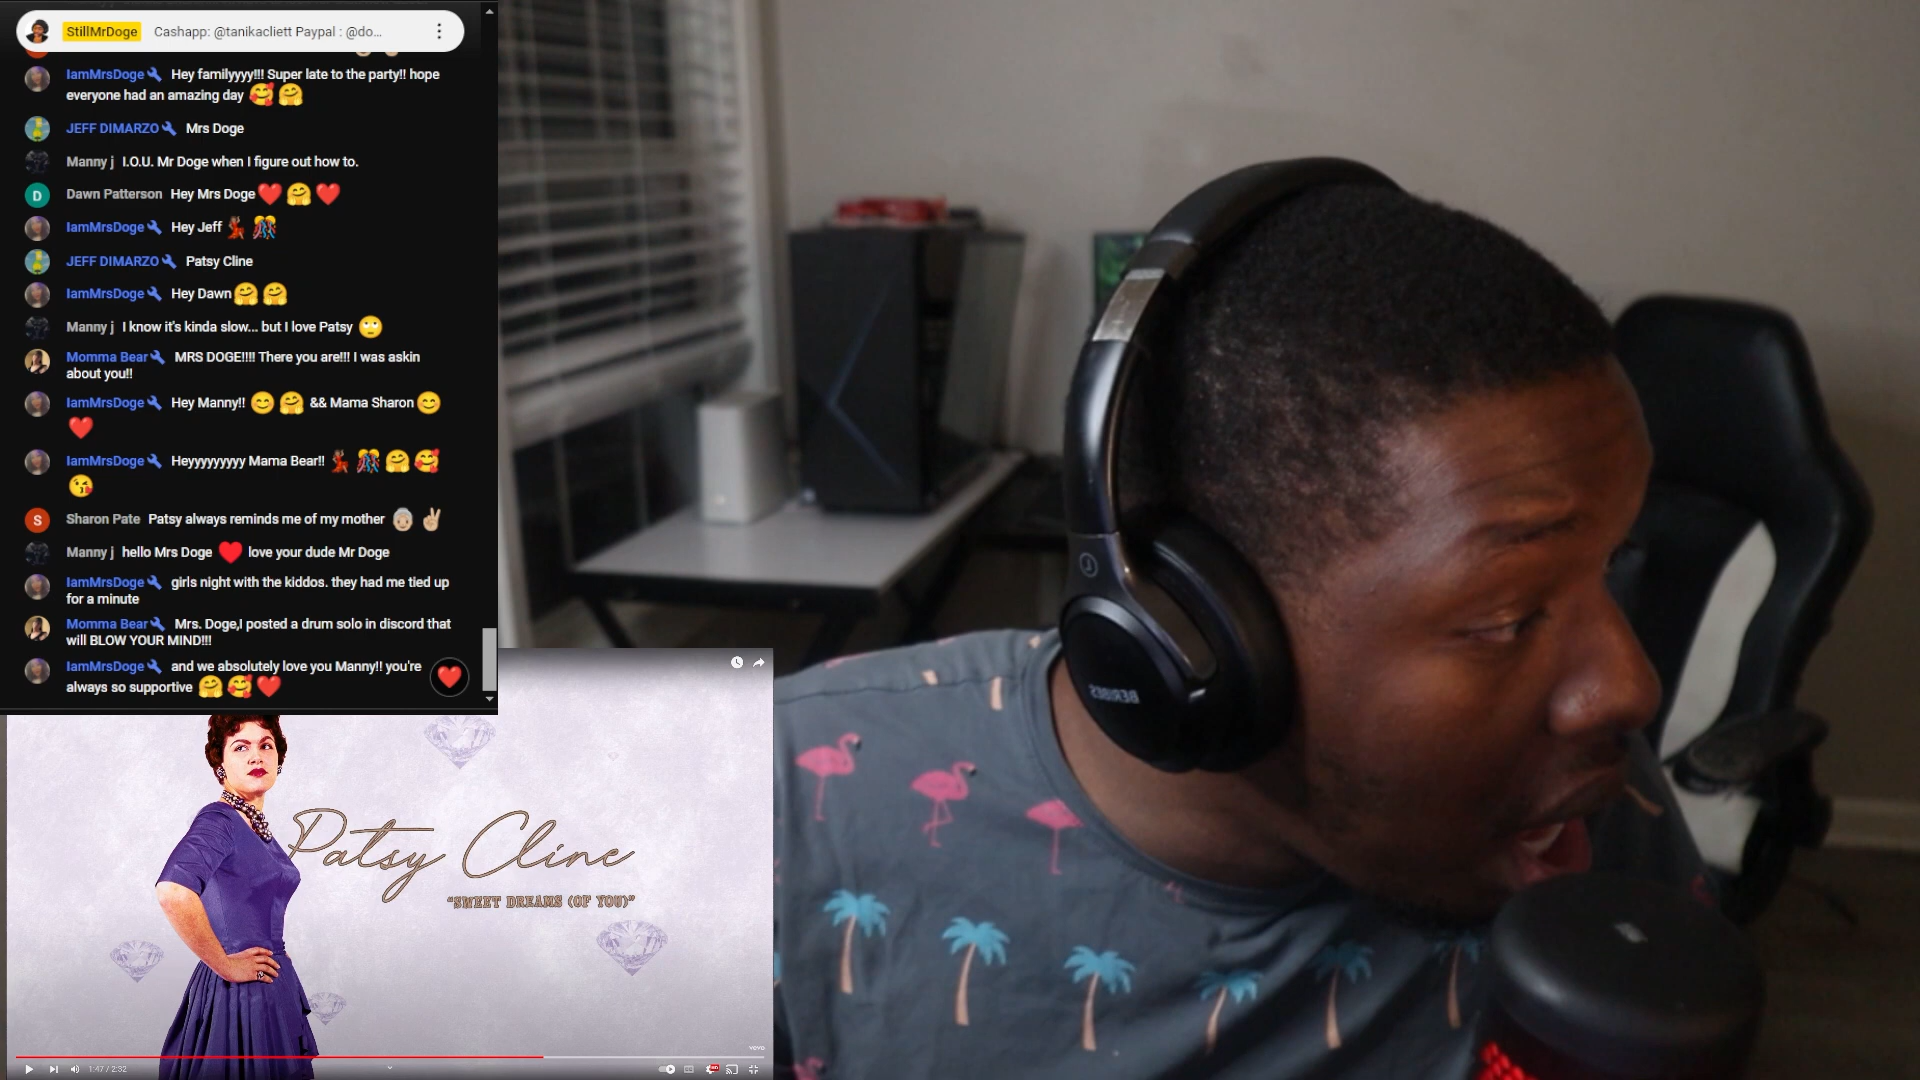 StillMrDoge Cashapp: @tanikacliett Paypal : @do...
IamMrsDoge Hey familyyyy!!! Super late to the party!! hope
everyone had an amazing day
JEFF DIMARZO Mrs Doge
Manny j I.O.U. Mr Doge when I figure out how to.
D Dawn Patterson Hey Mrs Doge
IamMrsDoge Hey Jeff
JEFF DIMARZO Patsy Cline
IamMrsDoge Hey Dawn
Manny j I know it's kinda slow... but I love Patsy
Momma Bear MRS DOGE!!!! There you are!!! I was askin
about you!!
IamMrsDoge Hey Manny!! && Mama Sharon
IamMrsDoge Heyyyyyyyyy Mama Bear!!
S Sharon Pate Patsy always reminds me of my mother
Manny j hello Mrs Doge love your dude Mr Doge
IamMrsDoge girls night with the kiddos. they had me tied up
for a minute
Momma Bear Mrs. Doge,I posted a drum solo in discord that
will BLOW YOUR MIND!!!
IamMrsDoge and we absolutely love you Manny!! you're
always so supportive
Patsy Cline
"SWEET DREAMS (OF YOU)"
vevo
1:47 / 2:32
L
BERIBES